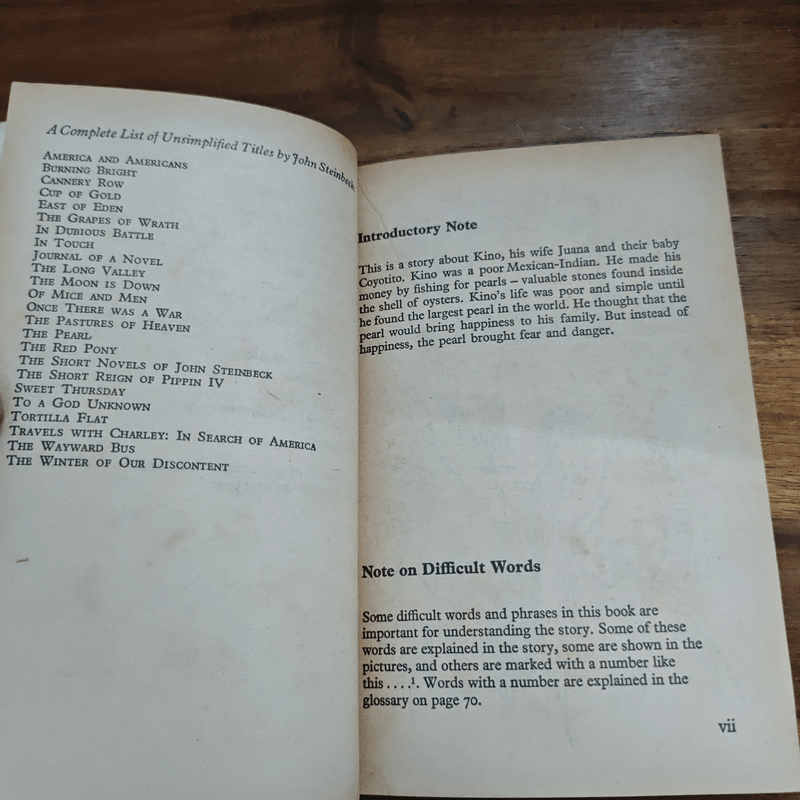 A Complete List of Unsimplified Titles by John Steinbeck
AMERICA AND AMERICANS
BURNING BRIGHT
CANNERY ROW
CUP OF GOLD
EAST OF EDEN
THE GRAPES OF WRATH
IN DUBIOUS BATTLE
IN TOUCH
JOURNAL OF A NOVEL
THE LONG VALLEY
THE MOON IS DOWN
OF MICE AND MEN
ONCE THERE WAS A WAR
THE PASTURES OF HEAVEN
THE PEARL
THE RED PONY
THE SHORT NOVELS OF JOHN STEINBECK
THE SHORT REIGN OF PIPPIN IV
SWEET THURSDAY
TO A GOD UNKNOWN
TORTILLA FLAT
TRAVELS WITH CHARLEY: IN SEARCH OF AMERICA
THE WAYWARD BUS
THE WINTER OF OUR DISCONTENT
Introductory Note
This is a story about Kino, his wife Juana and their baby
Coyotito. Kino was a poor Mexican-Indian. He made his
money by fishing for pearls – valuable stones found inside
the shell of oysters. Kino's life was poor and simple until
he found the largest pearl in the world. He thought that the
pearl would bring happiness to his family. But instead of
happiness, the pearl brought fear and danger.
Note on Difficult Words
Some difficult words and phrases in this book are
important for understanding the story. Some of these
words are explained in the story, some are shown in the
pictures, and others are marked with a number like
this ....¹. Words with a number are explained in the
glossary on page 70.
vii